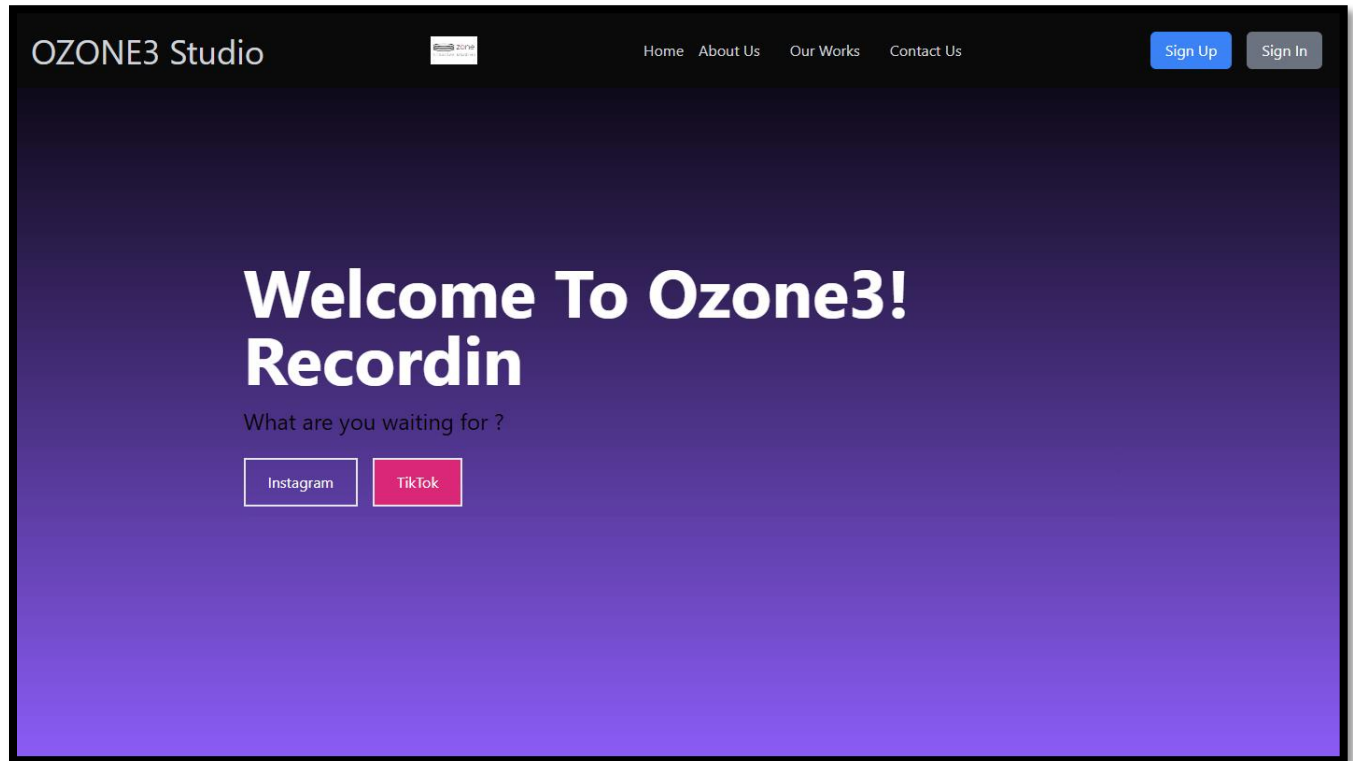 OZONE3 Studio
zone
Home About Us Our Works Contact Us
Sign Up Sign In
Welcome To Ozone3!
Recordin
What are you waiting for ?
Instagram TikTok